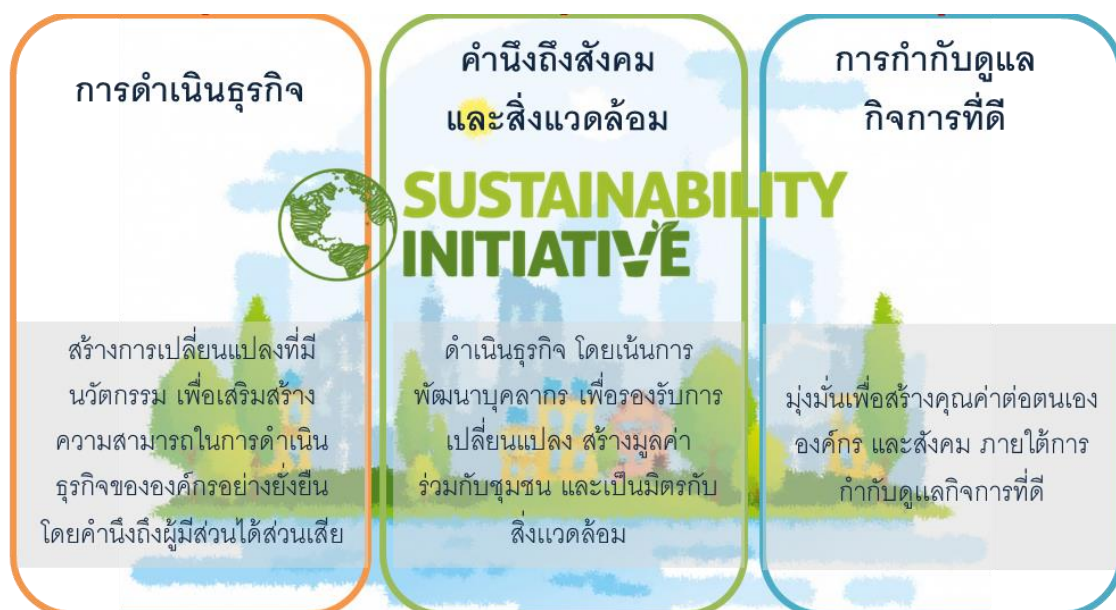 การดำเนินธุรกิจ
คำนึงถึงสังคม
และสิ่งแวดล้อม
การกำกับดูแล
กิจการที่ดี
SUSTAINABILITY
INITIATIVE
สร้างการเปลี่ยนแปลงที่มี
นวัตกรรม เพื่อเสริมสร้าง
ความสามารถในการดำเนิน
ธุรกิจขององค์กรอย่างยั่งยืน
โดยคำนึงถึงผู้มีส่วนได้ส่วนเสีย
ดำเนินธุรกิจ โดยเน้นการ
พัฒนาบุคลากร เพื่อรองรับการ
เปลี่ยนแปลง สร้างมูลค่า
ร่วมกับชุมชน และเป็นมิตรกับ
สิ่งแวดล้อม
มุ่งมั่นเพื่อสร้างคุณค่าต่อตนเอง
องค์กร และสังคม ภายใต้การ
กำกับดูแลกิจการที่ดี